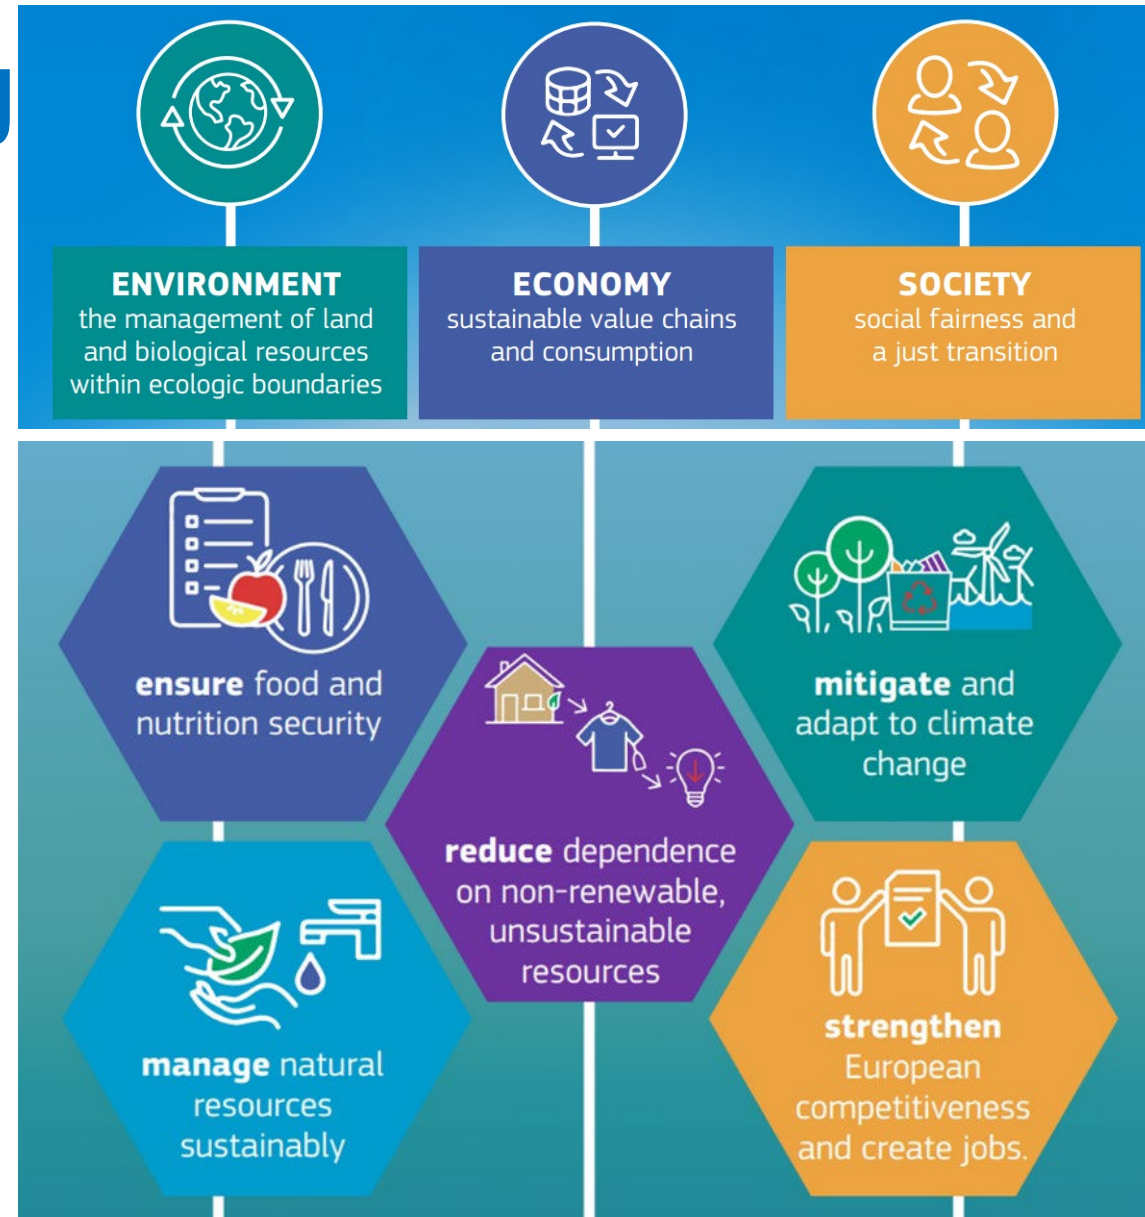 ENVIRONMENT
the management of land
and biological resources
within ecologic boundaries
ECONOMY
sustainable value chains
and consumption
SOCIETY
social fairness and
a just transition
ensure food and
nutrition security
mitigate and
adapt to climate
change
reduce dependence
on non-renewable,
unsustainable
resources
manage natural
resources
sustainably
strengthen
European
competitiveness
and create jobs.